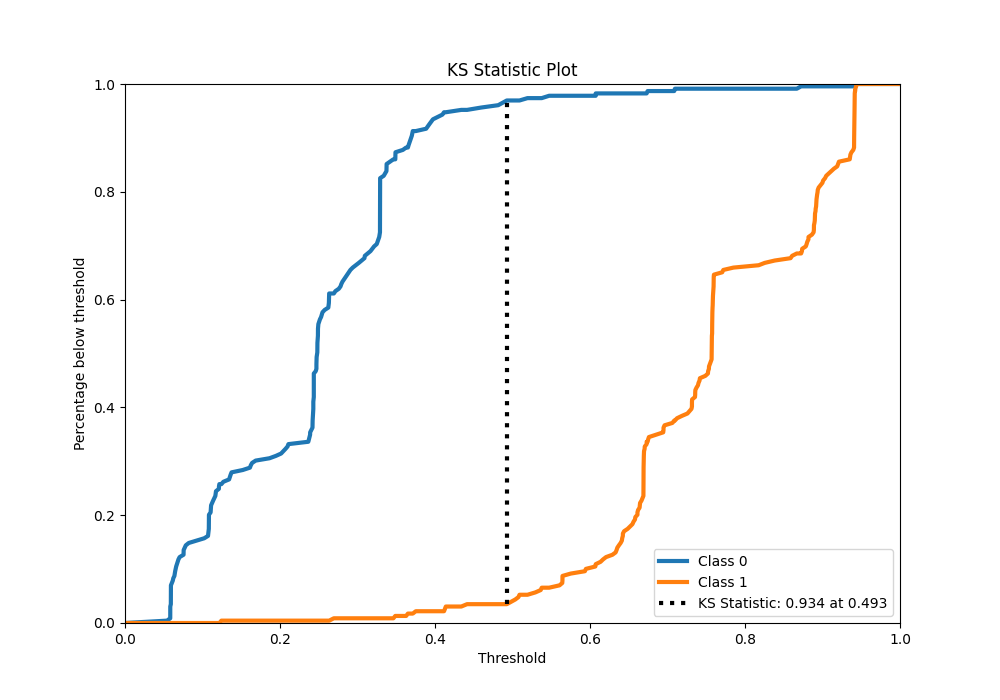 KS Statistic Plot
Percentage below threshold
1.0
0.8
0.6
0.4
0.2
0.0
0.0 0.2 0.4 0.6 0.8 1.0
Threshold
Class 0
Class 1
KS Statistic: 0.934 at 0.493